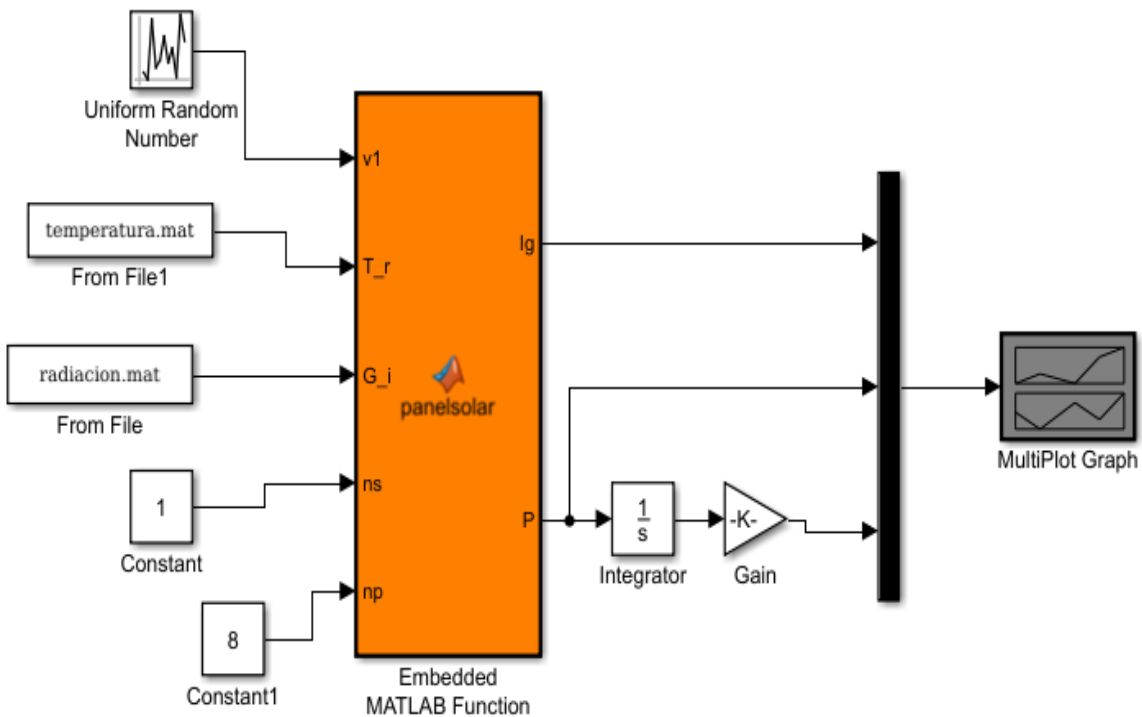 Uniform Random
Number
v1
temperatura.mat
From File1
T_r
Ig
radiacion.mat
From File
G_i
panelsolar
MultiPlot Graph
1
Constant
ns
P
1
s
Integrator
-K-
Gain
8
Constant1
np
Embedded
MATLAB Function